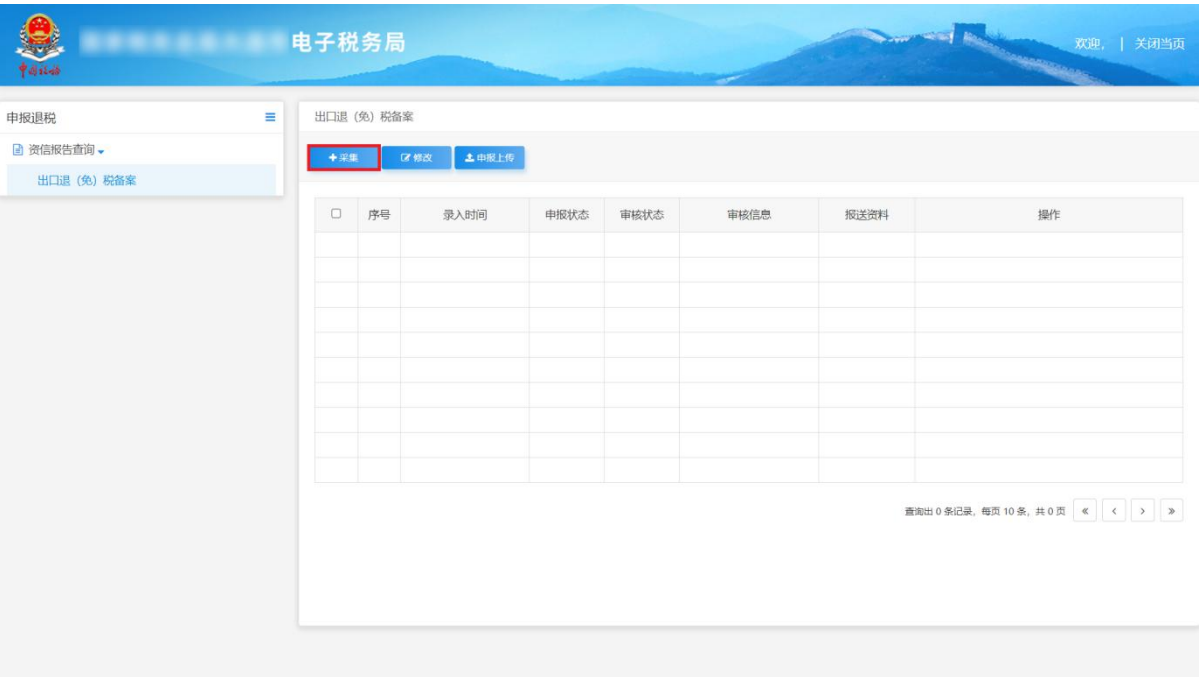 电子税务局
欢迎, | 关闭当页
中国税务
申报退税
资信报告查询
出口退（免）税备案
出口退（免）税备案
采集 修改 申报上传
序号 录入时间 申报状态 审核状态 审核信息 报送资料 操作
查询出 0 条记录, 每页 10 条, 共 0 页